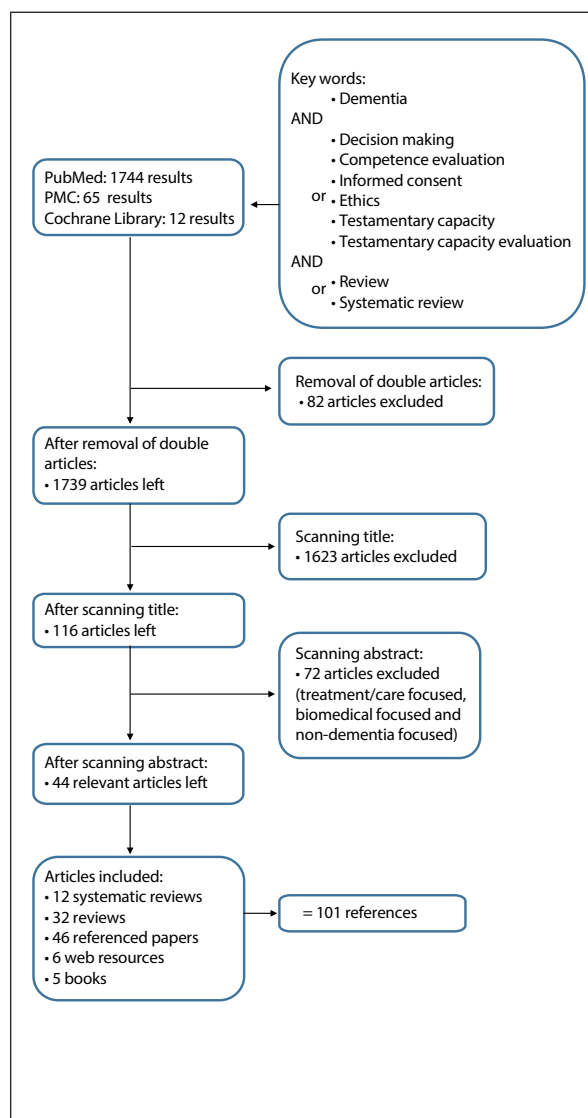 Key words:
• Dementia
AND
• Decision making
• Competence evaluation
• Informed consent
or • Ethics
• Testamentary capacity
• Testamentary capacity evaluation
AND
• Review
or • Systematic review
PubMed: 1744 results
PMC: 65 results
Cochrane Library: 12 results
Removal of double articles:
• 82 articles excluded
After removal of double
articles:
• 1739 articles left
Scanning title:
• 1623 articles excluded
After scanning title:
• 116 articles left
Scanning abstract:
• 72 articles excluded
(treatment/care focused,
biomedical focused and
non-dementia focused)
After scanning abstract:
• 44 relevant articles left
Articles included:
• 12 systematic reviews
• 32 reviews
• 46 referenced papers
• 6 web resources
• 5 books
= 101 references